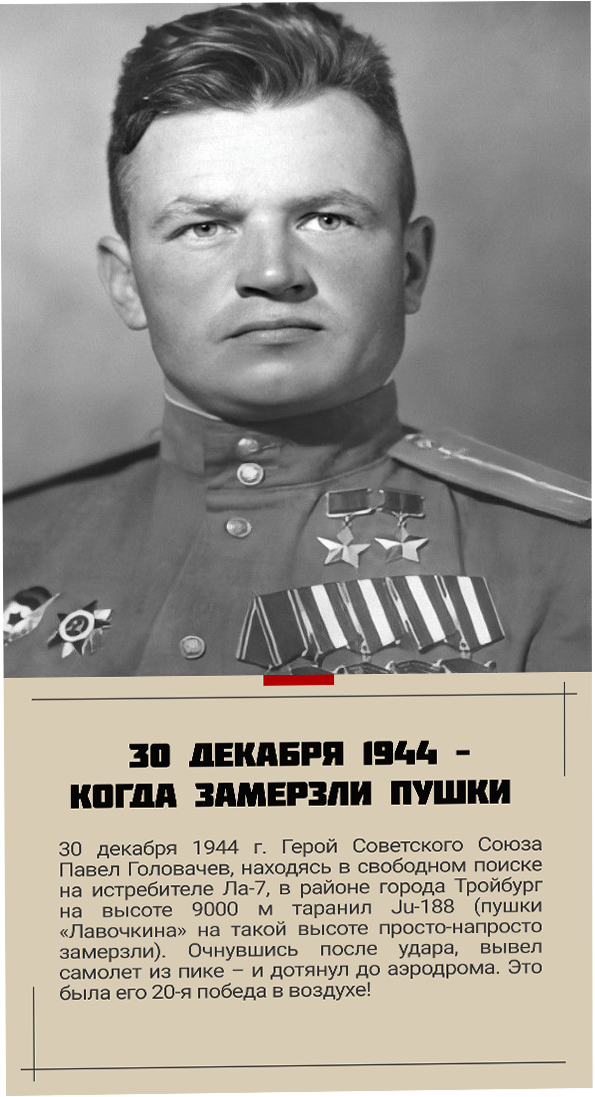 30 ДЕКАБРЯ 1944 -
КОГДА ЗАМЕРЗЛИ ПУШКИ
30 декабря 1944 г. Герой Советского Союза
Павел Головачев, находясь в свободном поиске
на истребителе Ла-7, в районе города Тройбург
на высоте 9000 м таранил Ju-188 (пушки
«Лавочкина» на такой высоте просто-напросто
замерзли). Очнувшись после удара, вывел
самолет из пике – и дотянул до аэродрома. Это
была его 20-я победа в воздухе!